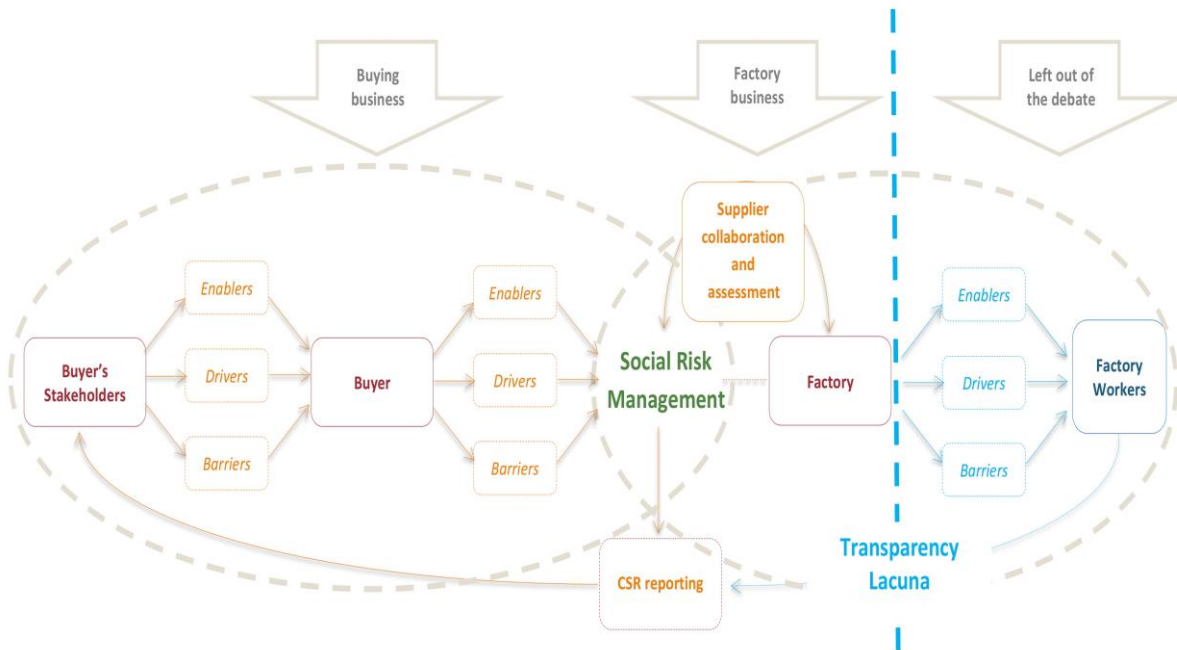 Buying
business
Factory
business
Left out of
the debate
Supplier
collaboration
and
assessment
Enablers
Enablers
Enablers
Buyer's
Stakeholders
Drivers
Buyer
Drivers
Social Risk
Management
Factory
Drivers
Factory
Workers
Barriers
Barriers
Barriers
CSR reporting
Transparency
Lacuna